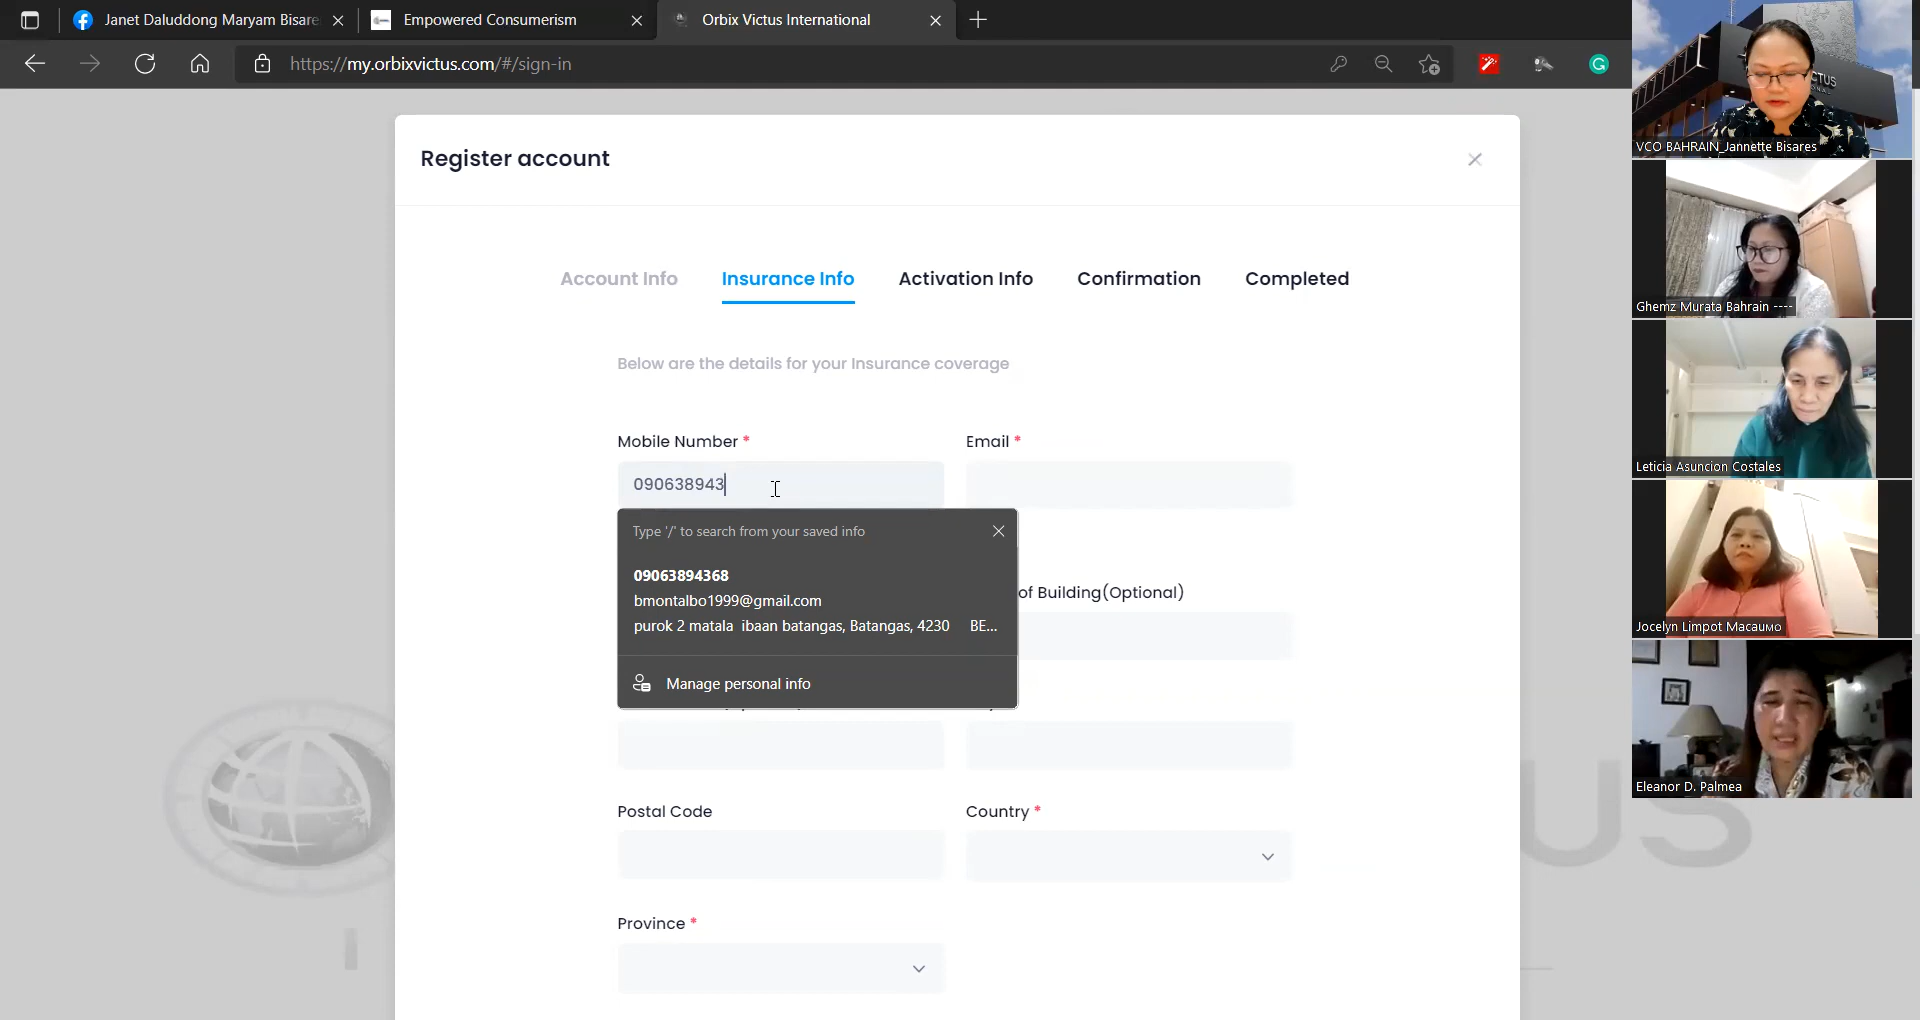 Janet Daluddong Maryam Bisare
Empowered Consumerism
Orbix Victus International
https://my.orbixvictus.com/#/sign-in
Register account
Account Info
Insurance Info
Activation Info
Confirmation
Completed
Below are the details for your Insurance coverage
Mobile Number *
Email *
090638943
Type '/' to search from your saved info
09063894368
bmontalbo1999@gmail.com
purok 2 matala ibaan batangas, Batangas, 4230 BE...
Manage personal info
of Building(Optional)
Postal Code
Country *
Province *
VCO BAHRAIN_Jannette Bisares
Ghemz Murata Bahrain ----
Leticia Asuncion Costales
Jocelyn Limpot Macaumo
Eleanor D. Palmea